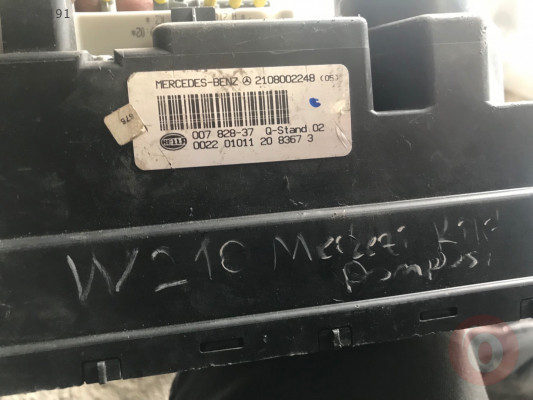 91
MERCEDES-BENZ 2108002248 (05)
HELLA
007 828-37 Q-Stand 02
0022 01011 20 8367 3
W210 Merkezi Kilit
Pompası